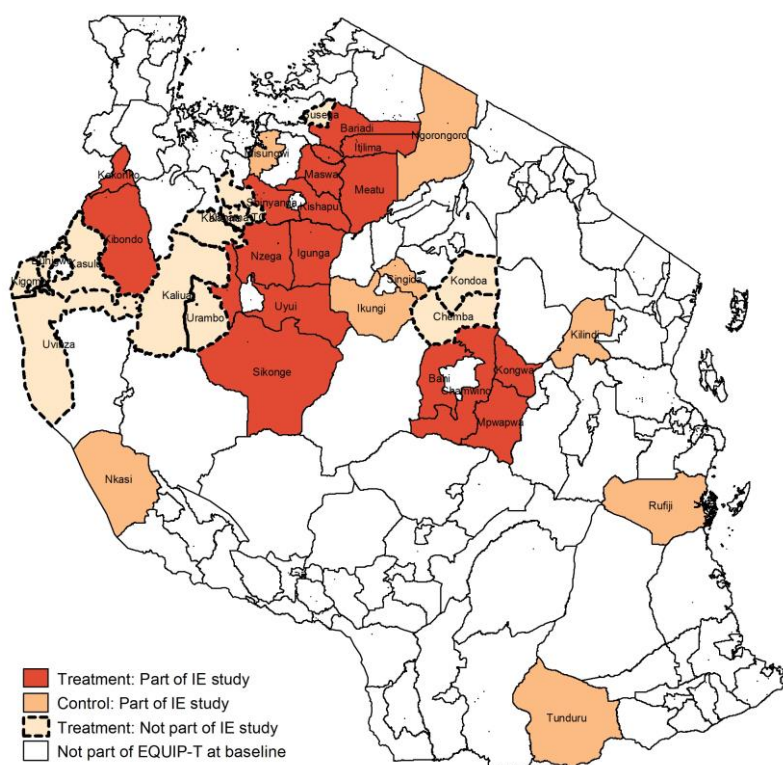 Busega
Bariadi
Itjlima
Ngorongoro
Misungwi
Maswa
Meatu
Kakonko
Shinyanga
Kishapu
Kibondo
Nzega
Igunga
Kondoa
Kasulu
Kigoma
Singida
Kaliua
Uyui
Ikungi
Chemba
Urambo
Kilindi
Uvinza
Sikonge
Bahi
Kongwa
Chamwino
Mpwapwa
Nkasi
Rufiji
Treatment: Part of IE study
Control: Part of IE study
Treatment: Not part of IE study
Not part of EQUIP-T at baseline
Tunduru